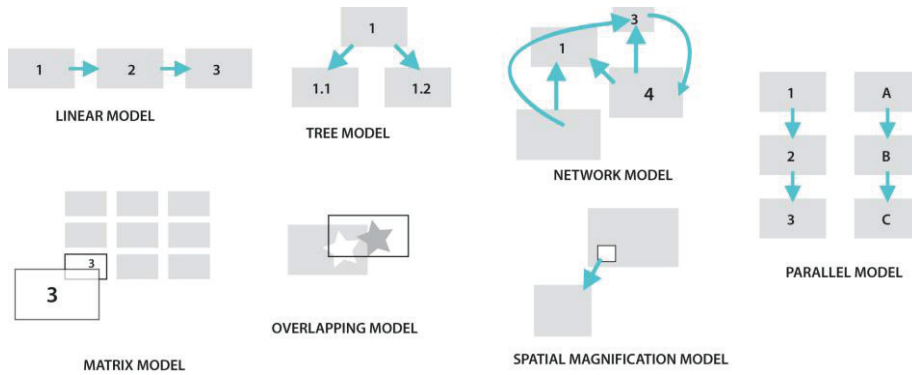 1 2 3
LINEAR MODEL
1
1.1 1.2
TREE MODEL
3
1
4
NETWORK MODEL
1 A
2 B
3 C
PARALLEL MODEL
3
3
MATRIX MODEL
OVERLAPPING MODEL
SPATIAL MAGNIFICATION MODEL